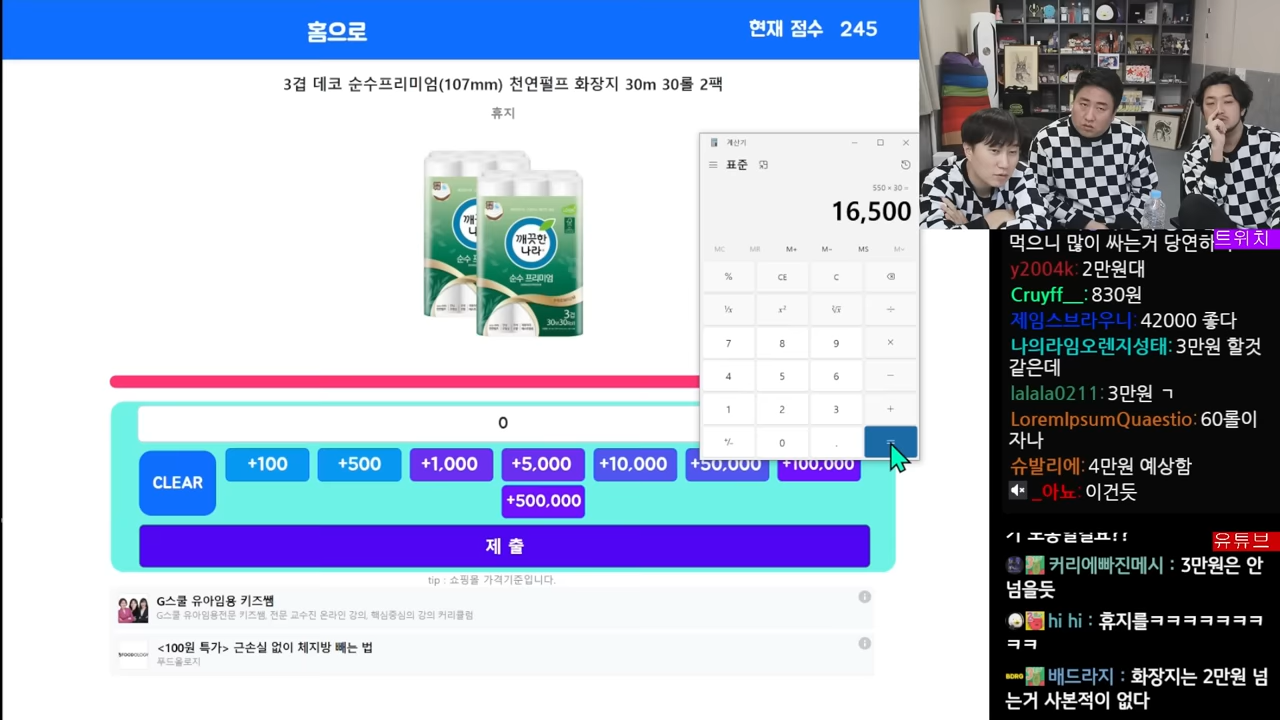 홈으로
현재 점수 245
3겹 데코 순수프리미엄(107mm) 천연펄프 화장지 30m 30롤 2팩
휴지
깨끗한
나라
순수 프리미엄
3겹
계산기
표준
550 × 30 =
16,500
MC MR M+ M- MS M~
% CE C
7 8 9 ×
4 5 6 −
1 2 3 +
+/- 0 . =
0
CLEAR
+100 +500 +1,000 +5,000 +10,000 +50,000 +100,000
+500,000
제 출
tip : 쇼핑몰 가격기준입니다.
G스쿨 유아임용 키즈쌤
G스쿨 유아임용전문 키즈쌤, 전문 교수진 온라인 강의, 핵심중심의 강의 커리큘럼
<100원 특가> 근손실 없이 체지방 빼는 법
푸드올로지
FOODOLOGY
먹으니 많이 싸는거 당연하
트위치
y2004k: 2만원대
Cruyff__: 830원
제임스브라우니: 42000 좋다
나의라임오렌지성태: 3만원 할것
같은데
lalala0211: 3만원 ㄱ
LoremIpsumQuaestio: 60롤이
자나
슈발리에: 4만원 예상함
_아뇨: 이건듯
유튜브
커리에빠진메시 : 3만원은 안
넘을듯
hi hi : 휴지를ㅋㅋㅋㅋㅋㅋㅋ
ㅋㅋ
배드라지 : 화장지는 2만원 넘
는거 사본적이 없다